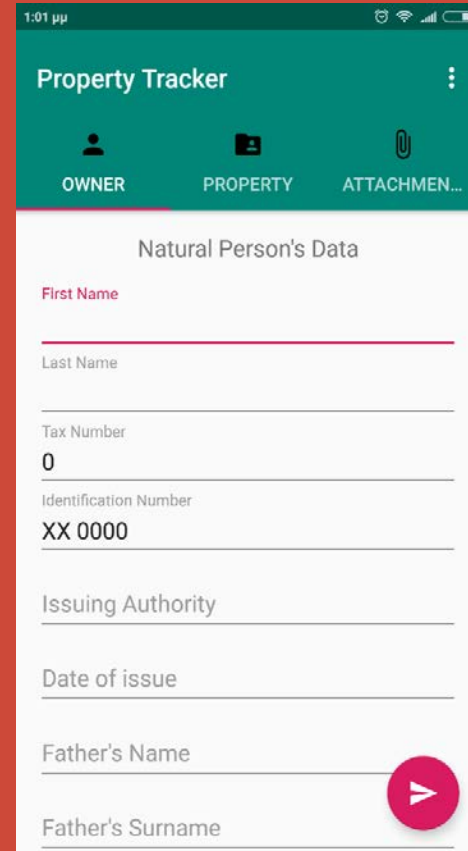 1:01 μμ
Property Tracker
OWNER PROPERTY ATTACHMEN...
Natural Person's Data
First Name
Last Name
Tax Number
0
Identification Number
XX 0000
Issuing Authority
Date of issue
Father's Name
Father's Surname